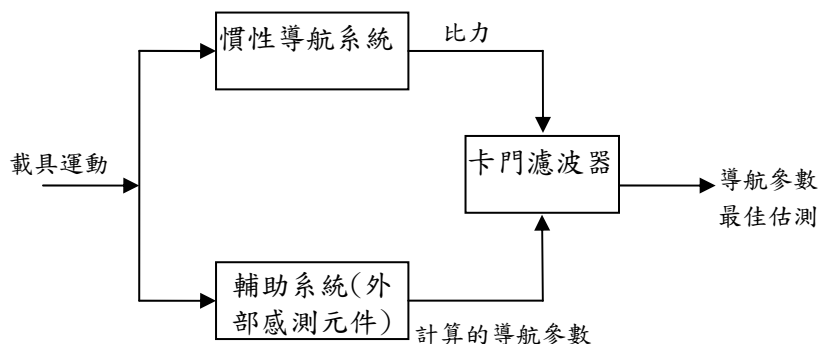 慣性導航系統
比力
載具運動
卡門濾波器
導航參數
最佳估測
輔助系統(外
部感測元件)
計算的導航參數